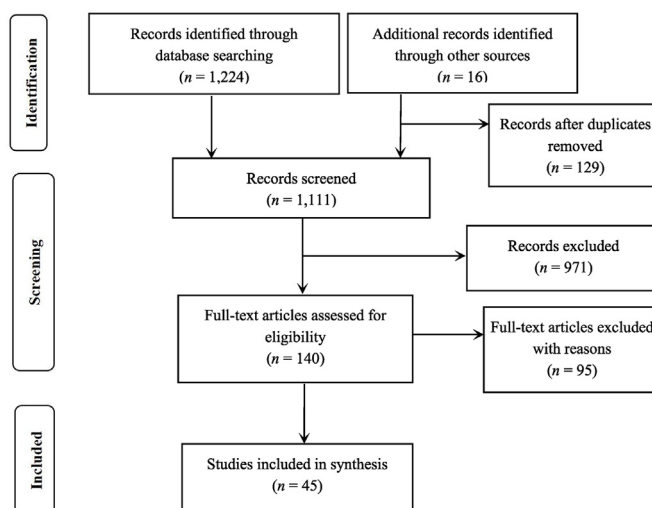 Identification
Records identified through
database searching
(n = 1,224)
Additional records identified
through other sources
(n = 16)
Records after duplicates
removed
(n = 129)
Screening
Records screened
(n = 1,111)
Records excluded
(n = 971)
Full-text articles assessed for
eligibility
(n = 140)
Full-text articles excluded
with reasons
(n = 95)
Included
Studies included in synthesis
(n = 45)